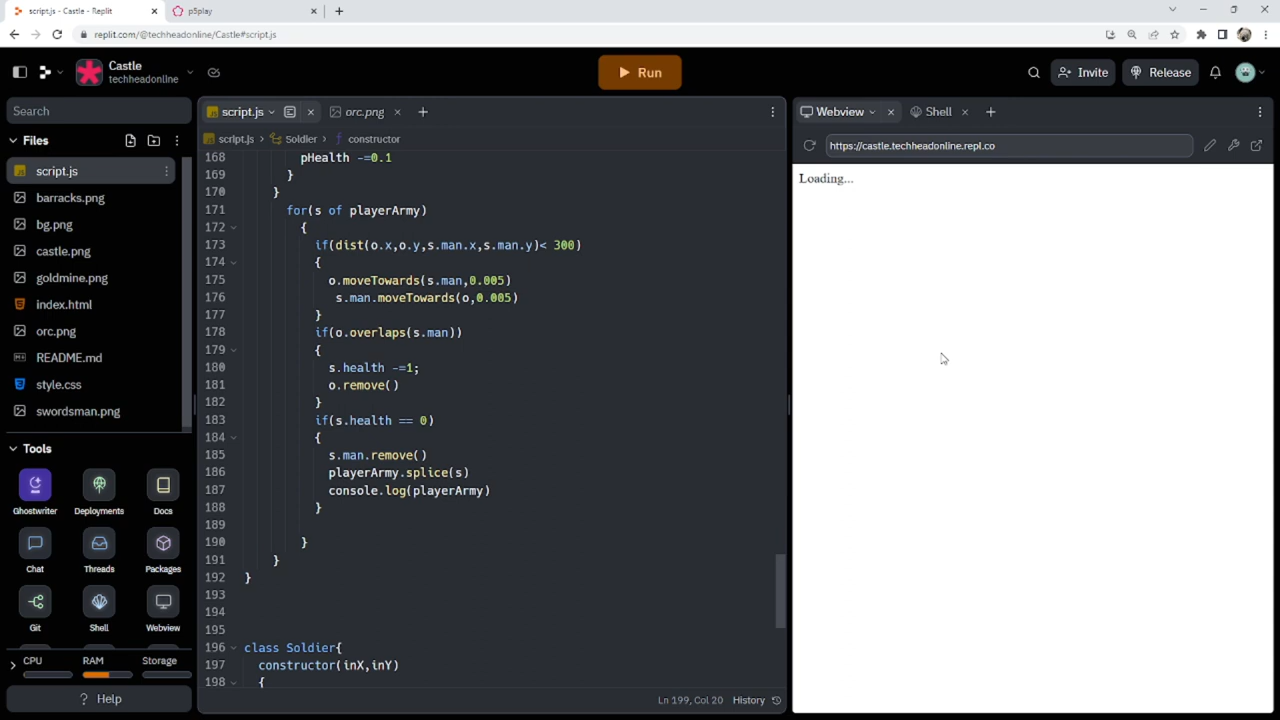 script.js - Castle - Replit
p5play
replit.com/@techheadonline/Castle#script.js
Castle
techheadonline
Run
Invite
Release
Search
Files
script.js
barracks.png
bg.png
castle.png
goldmine.png
index.html
orc.png
README.md
style.css
swordsman.png
Tools
Ghostwriter
Deployments
Docs
Chat
Threads
Packages
Git
Shell
Webview
CPU
RAM
Storage
? Help
script.js
orc.png
script.js > Soldier > constructor
168 pHealth -=0.1
169 }
170 }
171 for(s of playerArmy)
172 {
173 if(dist(o.x,o.y,s.man.x,s.man.y)< 300)
174 {
175 o.moveTowards(s.man,0.005)
176 s.man.moveTowards(o,0.005)
177 }
178 if(o.overlaps(s.man))
179 {
180 s.health -=1;
181 o.remove()
182 }
183 if(s.health == 0)
184 {
185 s.man.remove()
186 playerArmy.splice(s)
187 console.log(playerArmy)
188 }
189
190 }
191 }
192 }
193
194
195
196 class Soldier{
197 constructor(inX,inY)
198 {
Ln 199, Col 20
History
Webview
Shell
https://castle.techheadonline.repl.co
Loading...